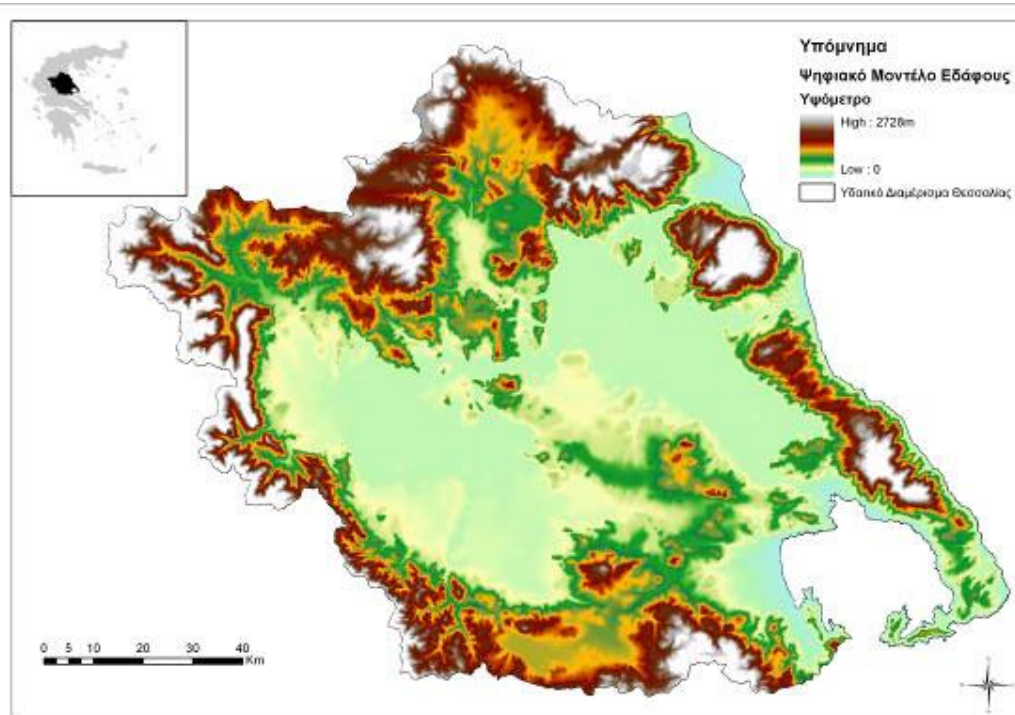 Υπόμνημα
Ψηφιακό Μοντέλο Εδάφους
Υψόμετρο
High : 2728m
Low : 0
Υδατικό Διαμέρισμα Θεσσαλίας
0 5 10 20 30 40
Km